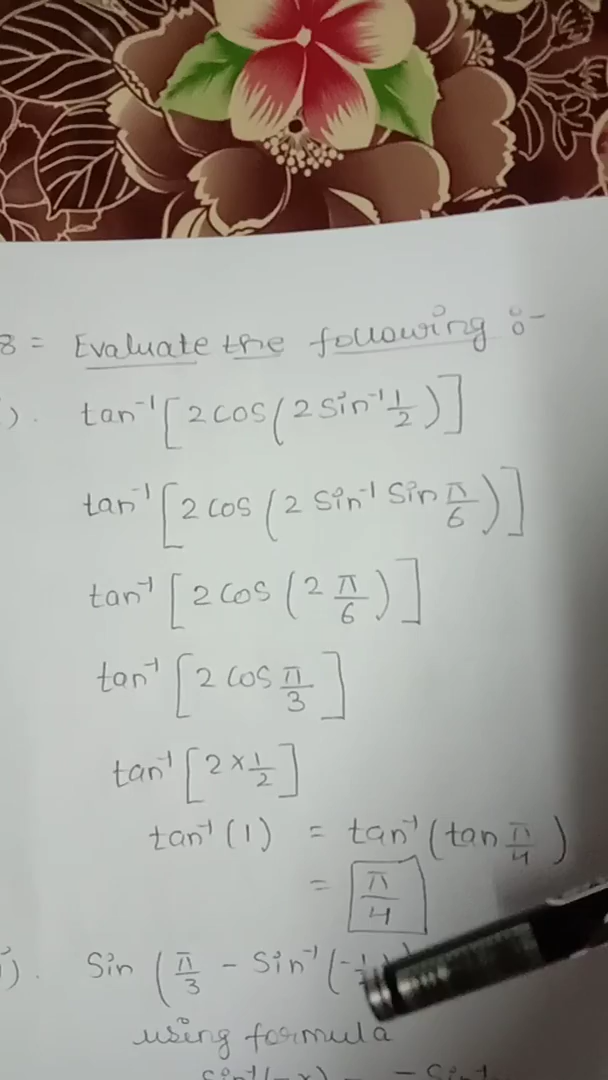 8 = Evaluate the following :-
). tan⁻¹[2cos(2sin⁻¹ 1/2)]
tan⁻¹[2cos(2 Sin⁻¹ Sin π/6)]
tan⁻¹[2cos(2 π/6)]
tan⁻¹[2cos π/3]
tan⁻¹[2×1/2]
tan⁻¹(1) = tan⁻¹(tan π/4)
= π/4
). Sin (π/3 - Sin⁻¹(-
using formula